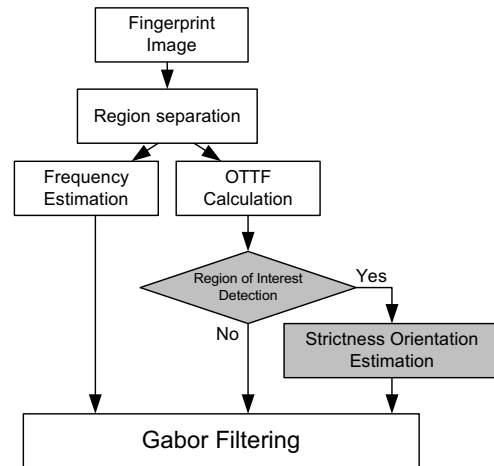 Fingerprint
Image
Region separation
Frequency
Estimation
OTTF
Calculation
Region of Interest
Detection
Yes
No
Strictness Orientation
Estimation
Gabor Filtering